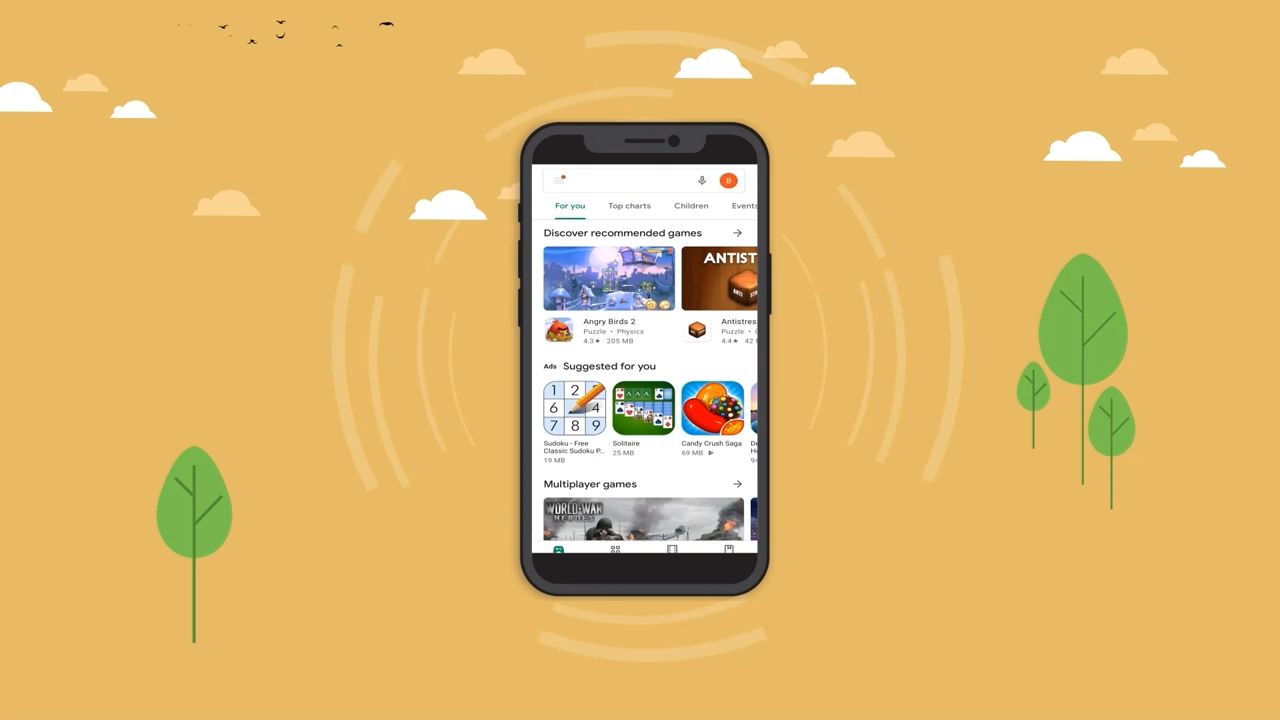 B
For you Top charts Children Events
Discover recommended games
ANTIST
Angry Birds 2 Antistres
Puzzle • Physics Puzzle •
4.3★ 205 MB 4.4★ 42
Ads Suggested for you
1 2
6 4
7 8 9
Sudoku - Free Solitaire Candy Crush Saga
Classic Sudoku P... 25 MB 69 MB
19 MB
Multiplayer games
WORLD WAR
HEROES